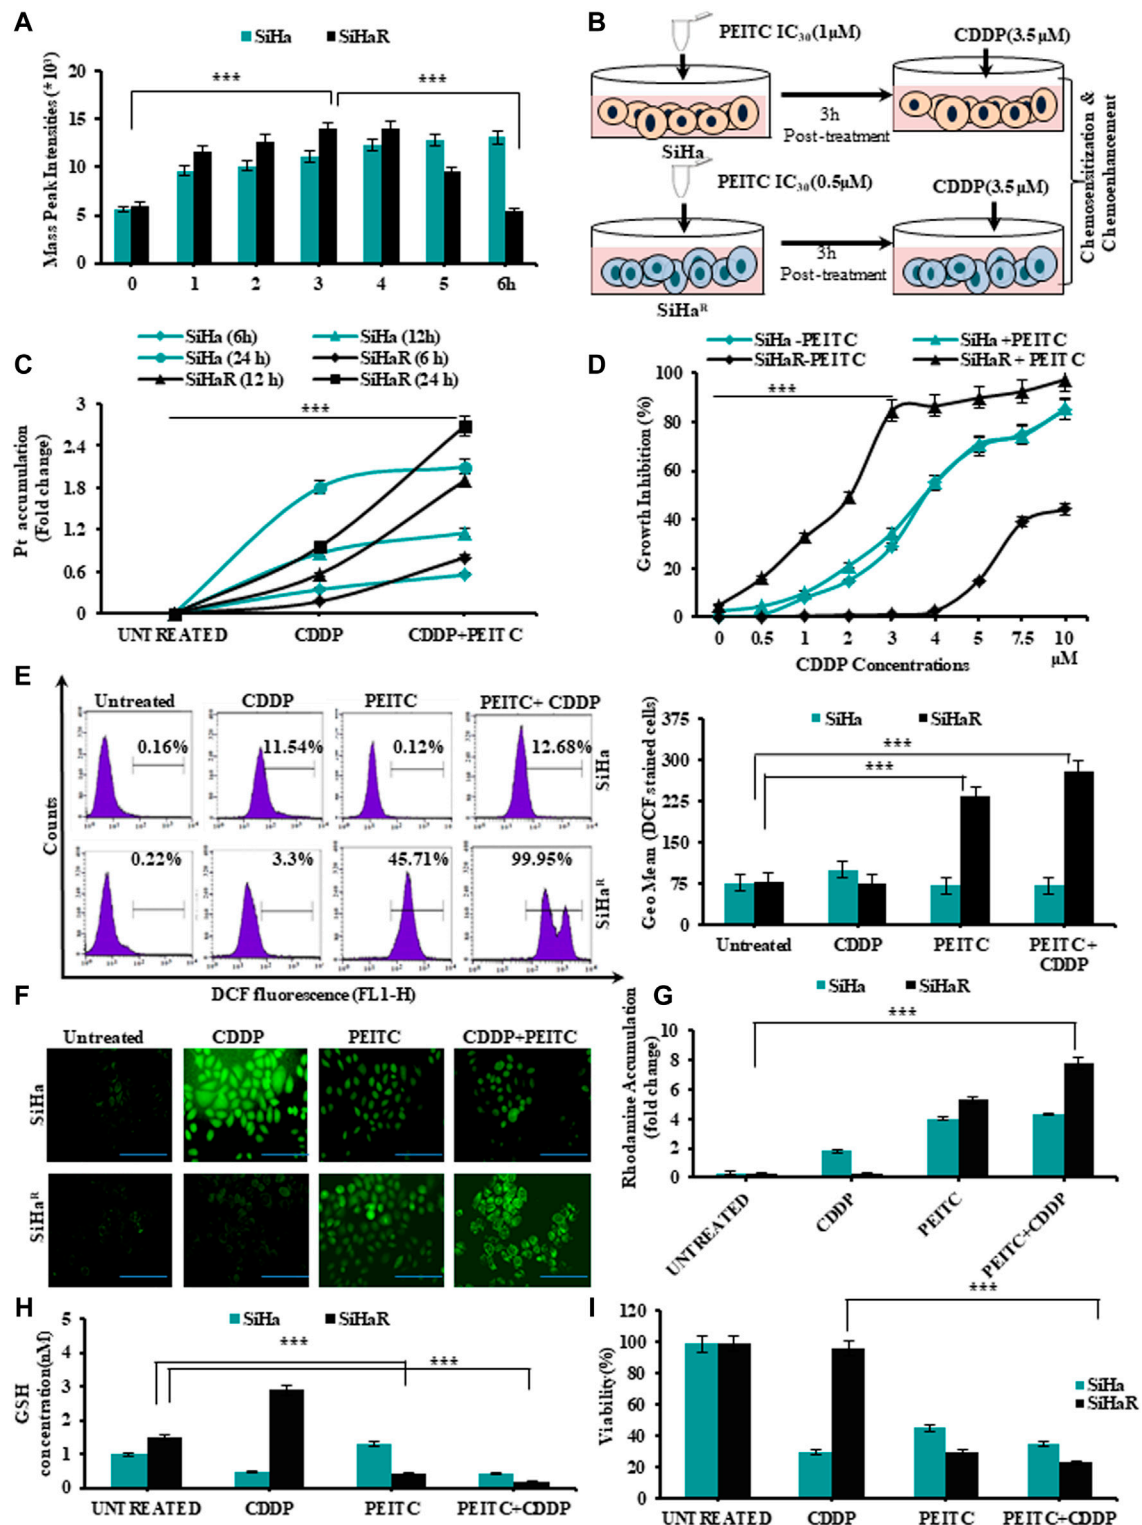 A
SiHa SiHaR
Mass Peak Intensities (*10³)
20
15
10
5
0
*** ***
0 1 2 3 4 5 6h
B
PEITC IC30(1µM)
CDDP(3.5µM)
3h
Post-treatment
SiHa
PEITC IC30(0.5µM)
CDDP(3.5µM)
3h
Post-treatment
SiHaR
Chemosensitization &
Chemoenhancement
C
SiHa (6h) SiHa (12h)
SiHa (24 h) SiHaR (6 h)
SiHaR (12 h) SiHaR (24 h)
Pt accumulation
(Fold change)
3
2.4
1.8
1.2
0.6
0
***
UNTREATED CDDP CDDP+PEITC
D
SiHa -PEITC SiHa +PEITC
SiHaR-PEITC SiHaR + PEITC
Growth Inhibition (%)
100
80
60
40
20
0
***
0 0.5 1 2 3 4 5 7.5 10
µM
CDDP Concentrations
E
Untreated CDDP PEITC PEITC+ CDDP
0.16% 11.54% 0.12% 12.68%
SiHa
0.22% 3.3% 45.71% 99.95%
SiHaR
Counts
DCF fluorescence (FL1-H)
SiHa SiHaR
Geo Mean (DCF stained cells)
375
300
225
150
75
0
***
***
Untreated CDDP PEITC PEITC+
CDDP
F
Untreated CDDP PEITC CDDP+PEITC
SiHa
SiHaR
G
SiHa SiHaR
Rhodamine Accumulation
(fold change)
10
8
6
4
2
0
***
UNTREATED CDDP PEITC PEITC+CDDP
H
SiHa SiHaR
GSH
concentration(nM)
5
4
3
2
1
0
***
***
UNTREATED CDDP PEITC PEITC+CDDP
I
Viability (%)
120
100
80
60
40
20
0
***
SiHa
SiHaR
UNTREATED CDDP PEITC PEITC+CDDP